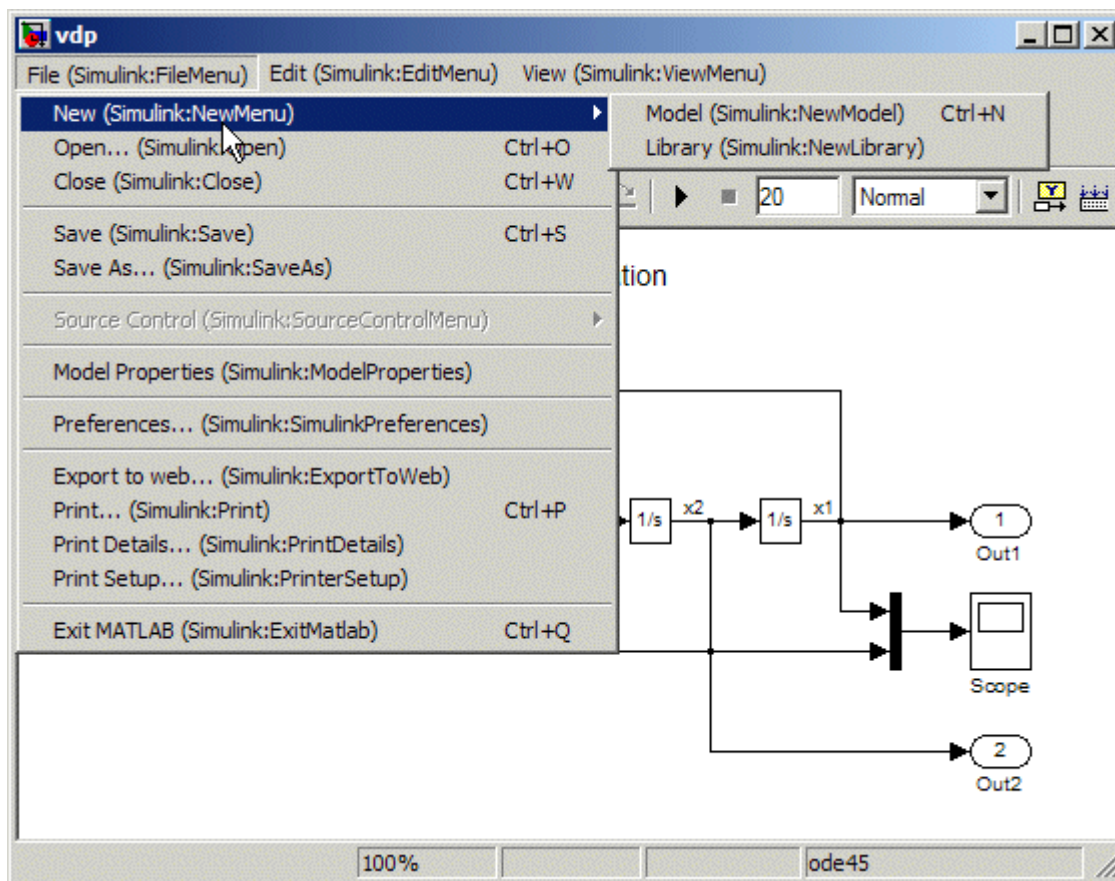 vdp
File (Simulink:FileMenu) Edit (Simulink:EditMenu) View (Simulink:ViewMenu)
New (Simulink:NewMenu)
Model (Simulink:NewModel) Ctrl+N
Open... (Simulink:Open) Ctrl+O
Library (Simulink:NewLibrary)
Close (Simulink:Close) Ctrl+W
20 Normal
Save (Simulink:Save) Ctrl+S
Save As... (Simulink:SaveAs)
tion
Source Control (Simulink:SourceControlMenu)
Model Properties (Simulink:ModelProperties)
Preferences... (Simulink:SimulinkPreferences)
Export to web... (Simulink:ExportToWeb)
Print... (Simulink:Print) Ctrl+P
Print Details... (Simulink:PrintDetails)
Print Setup... (Simulink:PrinterSetup)
Exit MATLAB (Simulink:ExitMatlab) Ctrl+Q
1/s x2 1/s x1 1
Out1
Scope
2
Out2
100% ode45